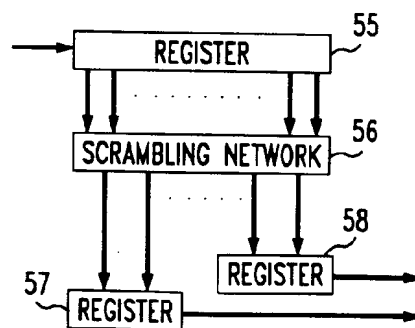 55
REGISTER
56
SCRAMBLING NETWORK
58
REGISTER
57
REGISTER